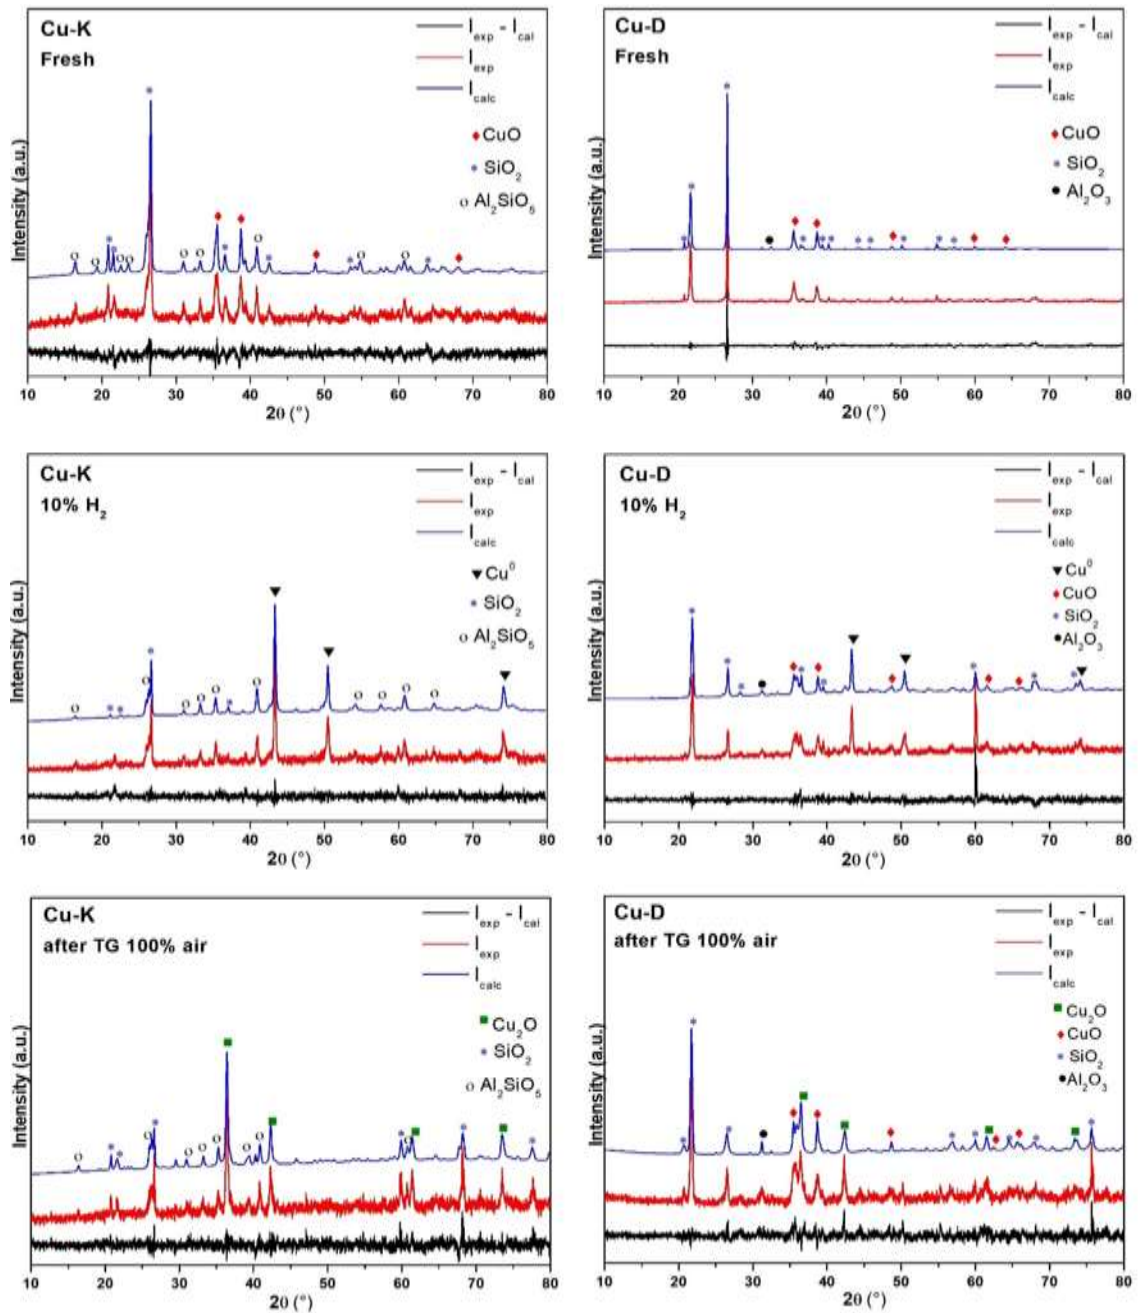 Cu-K
Fresh
I_exp - I_cal
I_exp
I_calc
CuO
SiO₂
Al₂SiO₅
Intensity (a.u.)
10 20 30 40 50 60 70 80
2θ (°)
Cu-D
Fresh
I_exp - I_cal
I_exp
I_calc
CuO
SiO₂
Al₂O₃
Intensity (a.u.)
10 20 30 40 50 60 70 80
2θ (°)
Cu-K
10% H₂
I_exp - I_cal
I_exp
I_calc
Cu⁰
SiO₂
Al₂SiO₅
Intensity (a.u.)
10 20 30 40 50 60 70 80
2θ (°)
Cu-D
10% H₂
I_exp - I_cal
I_exp
I_calc
Cu⁰
CuO
SiO₂
Al₂O₃
Intensity (a.u.)
10 20 30 40 50 60 70 80
2θ (°)
Cu-K
after TG 100% air
I_exp - I_cal
I_exp
I_calc
Cu₂O
SiO₂
Al₂SiO₅
Intensity (a.u.)
10 20 30 40 50 60 70 80
2θ (°)
Cu-D
after TG 100% air
I_exp - I_cal
I_exp
I_calc
Cu₂O
CuO
SiO₂
Al₂O₃
Intensity (a.u.)
10 20 30 40 50 60 70 80
2θ (°)